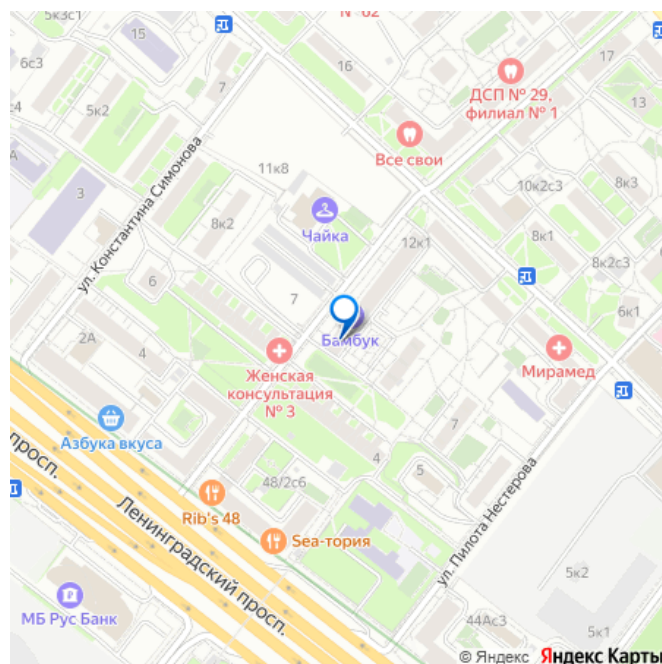 5к3с1
№ 62
15
6с3
7
16
17
ДСП № 29,
филиал № 1
13
с4
5к2
Все свои
ул. Константина Симонова
11к8
3
10к2с3
8к3
Чайка
8к2
12к1
8к1
8к2с3
6
7
6к1
Бамбук
2А
4
Женская
консультация
№ 3
Мирамед
7
Азбука вкуса
просп.
4
5
48/2с6
Rib's 48
ул. Пилота Нестерова
Ленинградский просп.
Sea-тория
5к2
МБ Рус Банк
44Ас3
5к1
© Яндекс Яндекс Карты